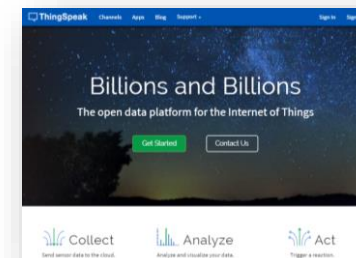 ThingSpeak Channels Apps Blog Support Sign In
Billions and Billions
The open data platform for the Internet of Things
Get Started Contact Us
Collect Analyze Act
Send sensor data to the cloud. Analyze and visualize your data. Trigger a reaction.